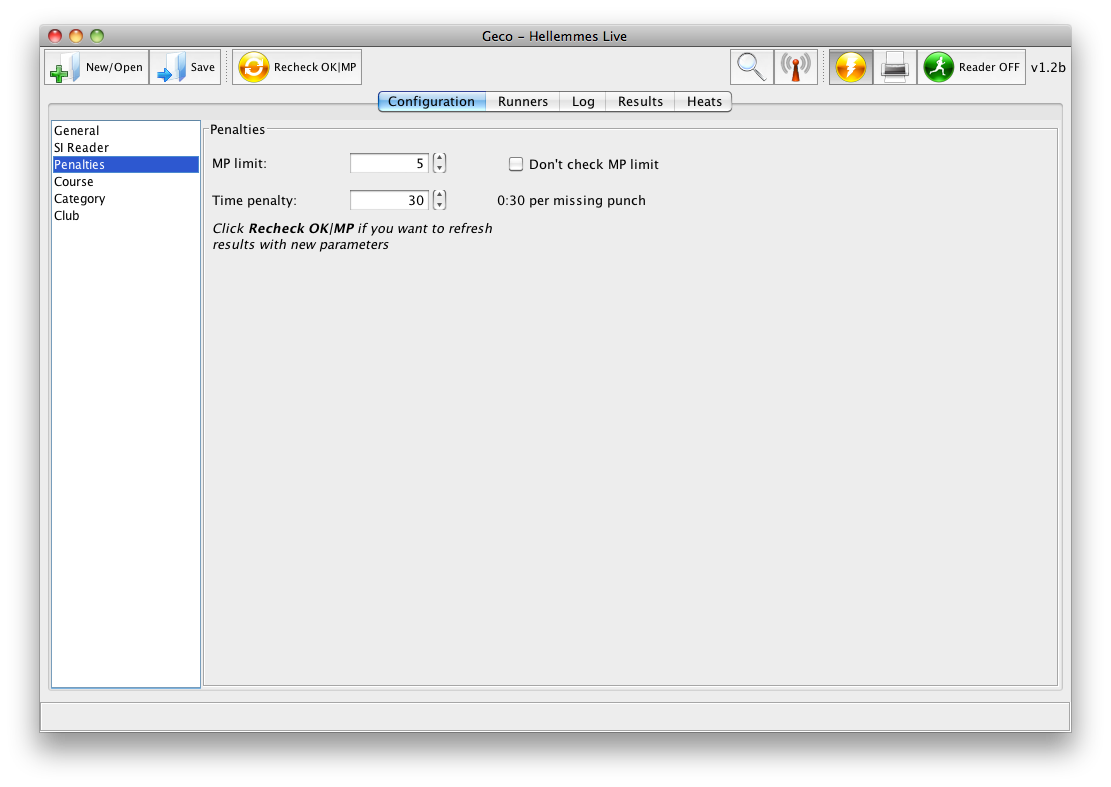 Geco - Hellemmes Live
New/Open Save Recheck OK|MP Reader OFF v1.2b
Configuration Runners Log Results Heats
General
SI Reader
Penalties
Course
Category
Club
Penalties
MP limit: 5 Don't check MP limit
Time penalty: 30 0:30 per missing punch
Click Recheck OK|MP if you want to refresh
results with new parameters